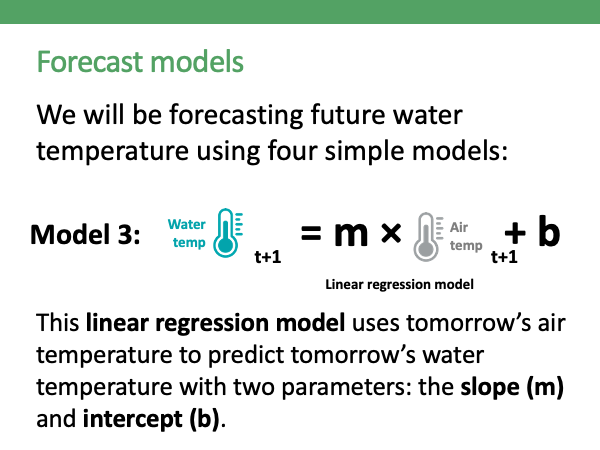 Forecast models
We will be forecasting future water
temperature using four simple models:
Model 3: Water temp t+1 = m × Air temp t+1 + b
Linear regression model
This linear regression model uses tomorrow’s air
temperature to predict tomorrow’s water
temperature with two parameters: the slope (m)
and intercept (b).